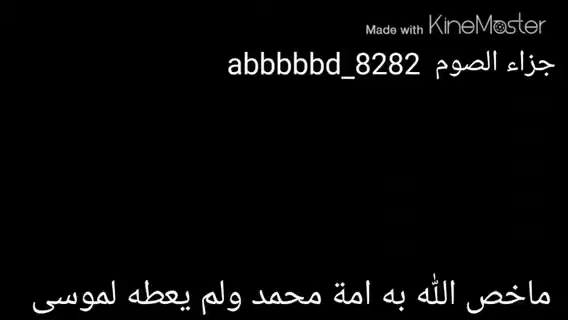 Made with KineMaster
جزاء الصوم abbbbbd_8282
ماخص الله به امة محمد ولم يعطه لموسى